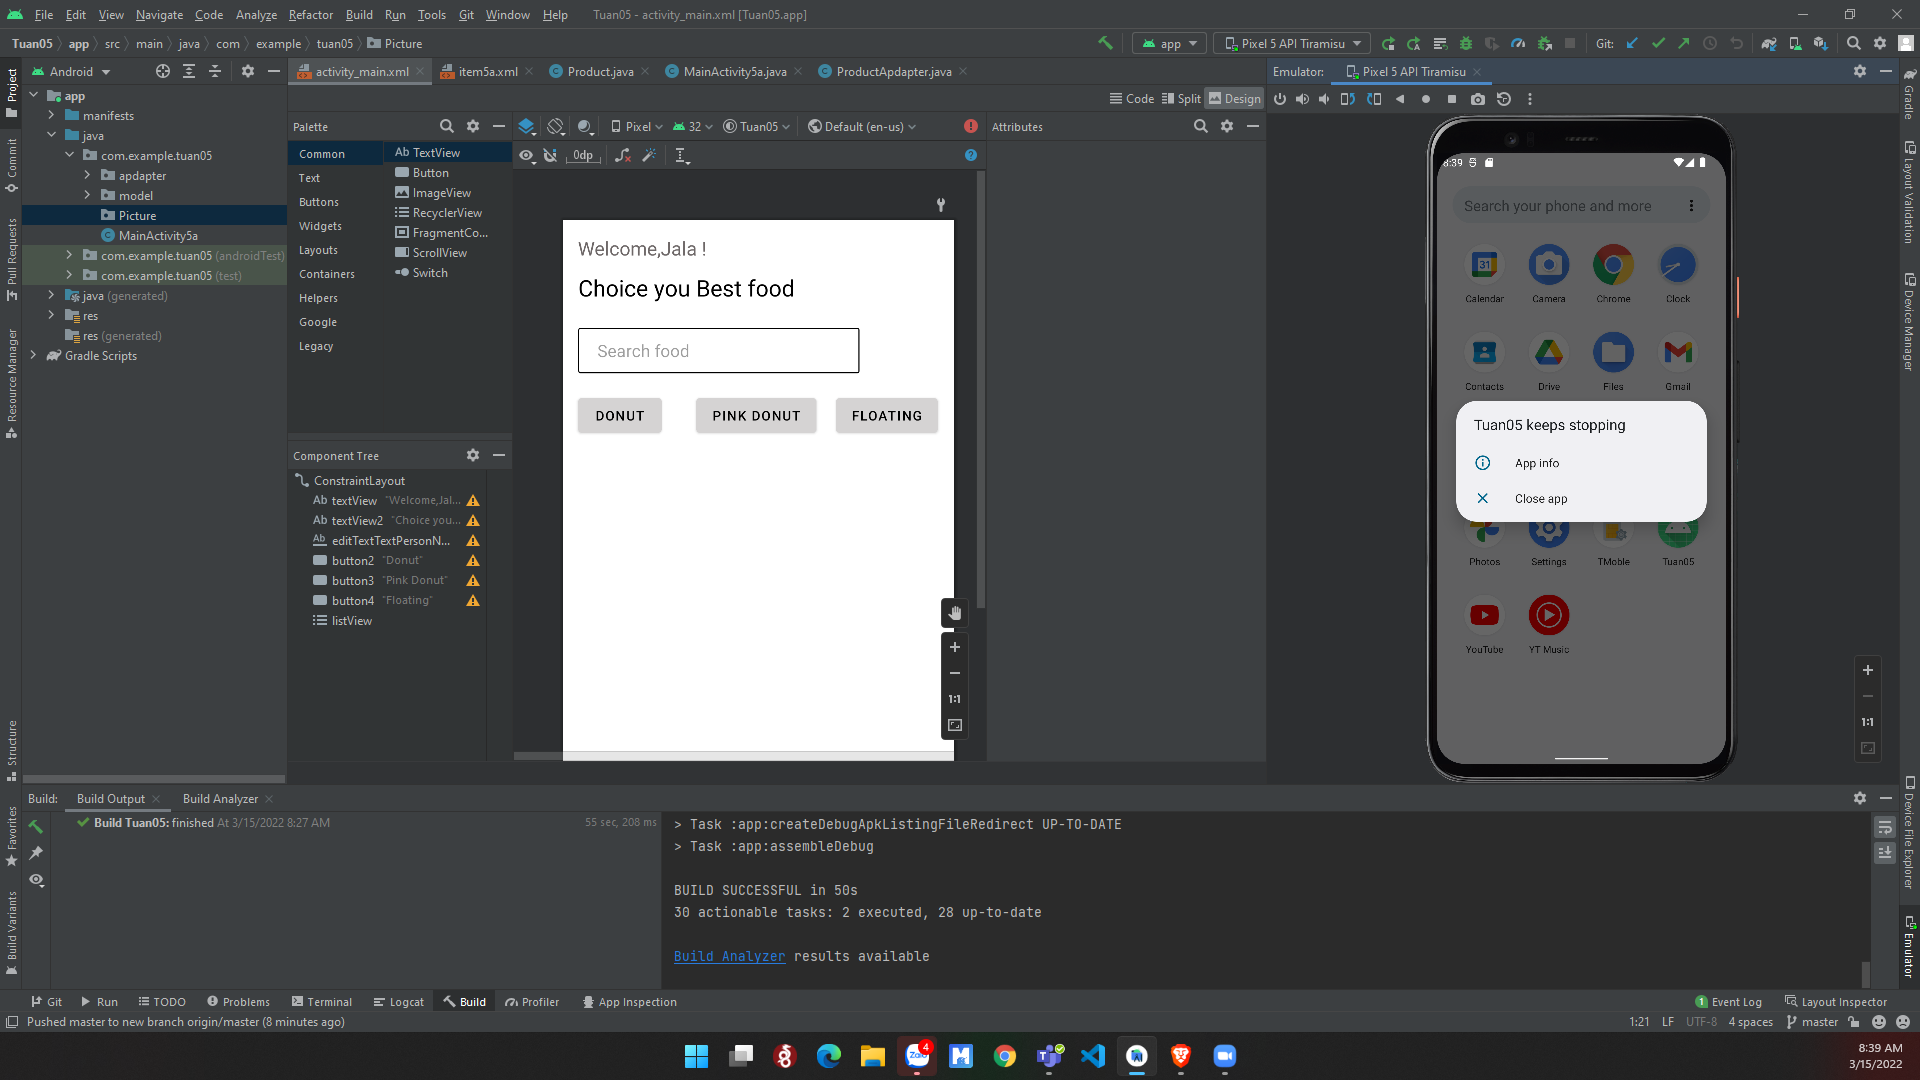 File Edit View Navigate Code Analyze Refactor Build Run Tools Git Window Help Tuan05 - activity_main.xml [Tuan05.app]
Tuan05 app src main java com example tuan05 Picture
app Pixel 5 API Tiramisu Git:
Android
activity_main.xml item5a.xml Product.java MainActivity5a.java ProductApdapter.java
Emulator: Pixel 5 API Tiramisu
Project
Commit
Pull Requests
Resource Manager
Structure
Favorites
Build Variants
app
manifests
java
com.example.tuan05
apdapter
model
Picture
MainActivity5a
com.example.tuan05 (androidTest)
com.example.tuan05 (test)
java (generated)
res
res (generated)
Gradle Scripts
Code Split Design
Palette
Common
Text
Buttons
Widgets
Layouts
Containers
Helpers
Google
Legacy
Ab TextView
Button
ImageView
RecyclerView
FragmentCo...
ScrollView
Switch
Pixel 32 Tuan05 Default (en-us)
0dp
Attributes
Component Tree
ConstraintLayout
Ab textView "Welcome,Jal...
Ab textView2 "Choice you...
Ab editTextTextPersonN...
button2 "Donut"
button3 "Pink Donut"
button4 "Floating"
listView
Welcome,Jala !
Choice you Best food
Search food
DONUT PINK DONUT FLOATING
1:1
8:39
Search your phone and more
31
Calendar Camera Chrome Clock
Contacts Drive Files Gmail
Tuan05 keeps stopping
App info
Close app
Photos Settings TMoble Tuan05
YouTube YT Music
1:1
Gradle
Layout Validation
Device Manager
Device File Explorer
Emulator
Build: Build Output Build Analyzer
Build Tuan05: finished At 3/15/2022 8:27 AM 55 sec, 208 ms
> Task :app:createDebugApkListingFileRedirect UP-TO-DATE
> Task :app:assembleDebug
BUILD SUCCESSFUL in 50s
30 actionable tasks: 2 executed, 28 up-to-date
Build Analyzer results available
Git Run TODO Problems Terminal Logcat Build Profiler App Inspection
1 Event Log Layout Inspector
Pushed master to new branch origin/master (8 minutes ago)
1:21 LF UTF-8 4 spaces master
Zalo 4
8:39 AM
3/15/2022